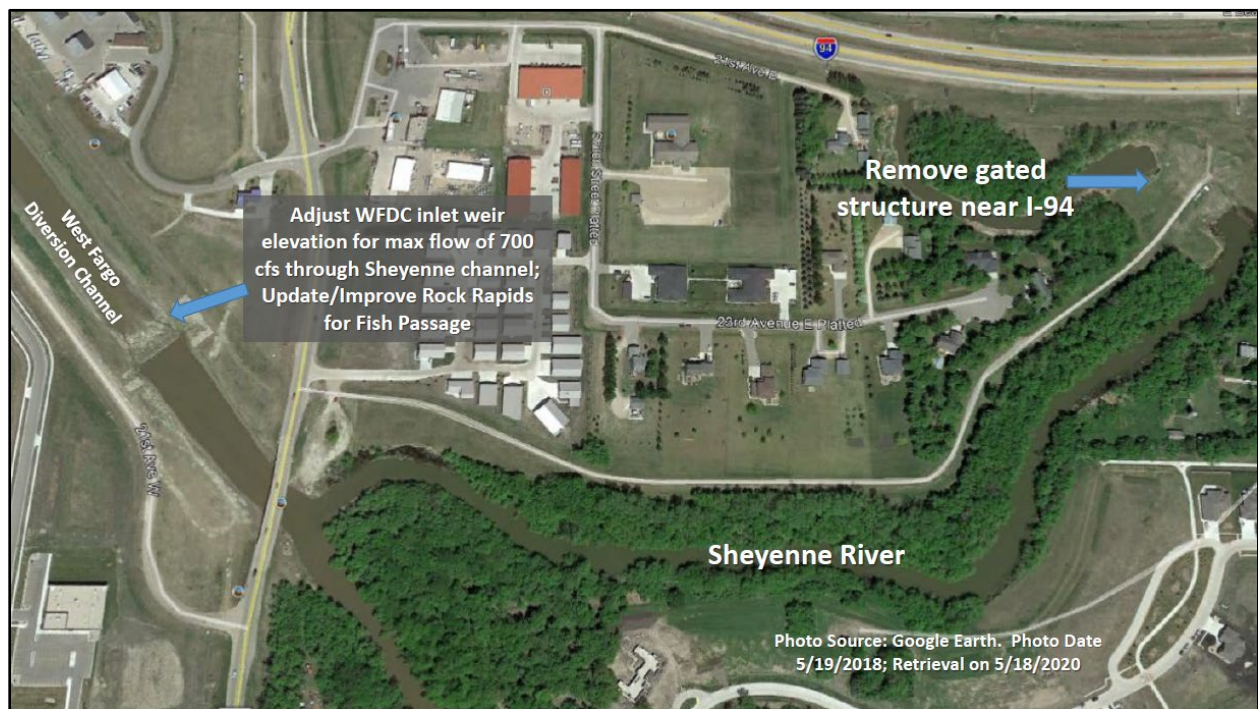 94
21st Ave E
Remove gated
structure near I-94
West Fargo
Diversion Channel
Adjust WFDC inlet weir
elevation for max flow of 700
cfs through Sheyenne channel;
Update/Improve Rock Rapids
for Fish Passage
23rd Avenue E Platted
21st Ave W
Sheyenne River
Photo Source: Google Earth. Photo Date
5/19/2018; Retrieval on 5/18/2020